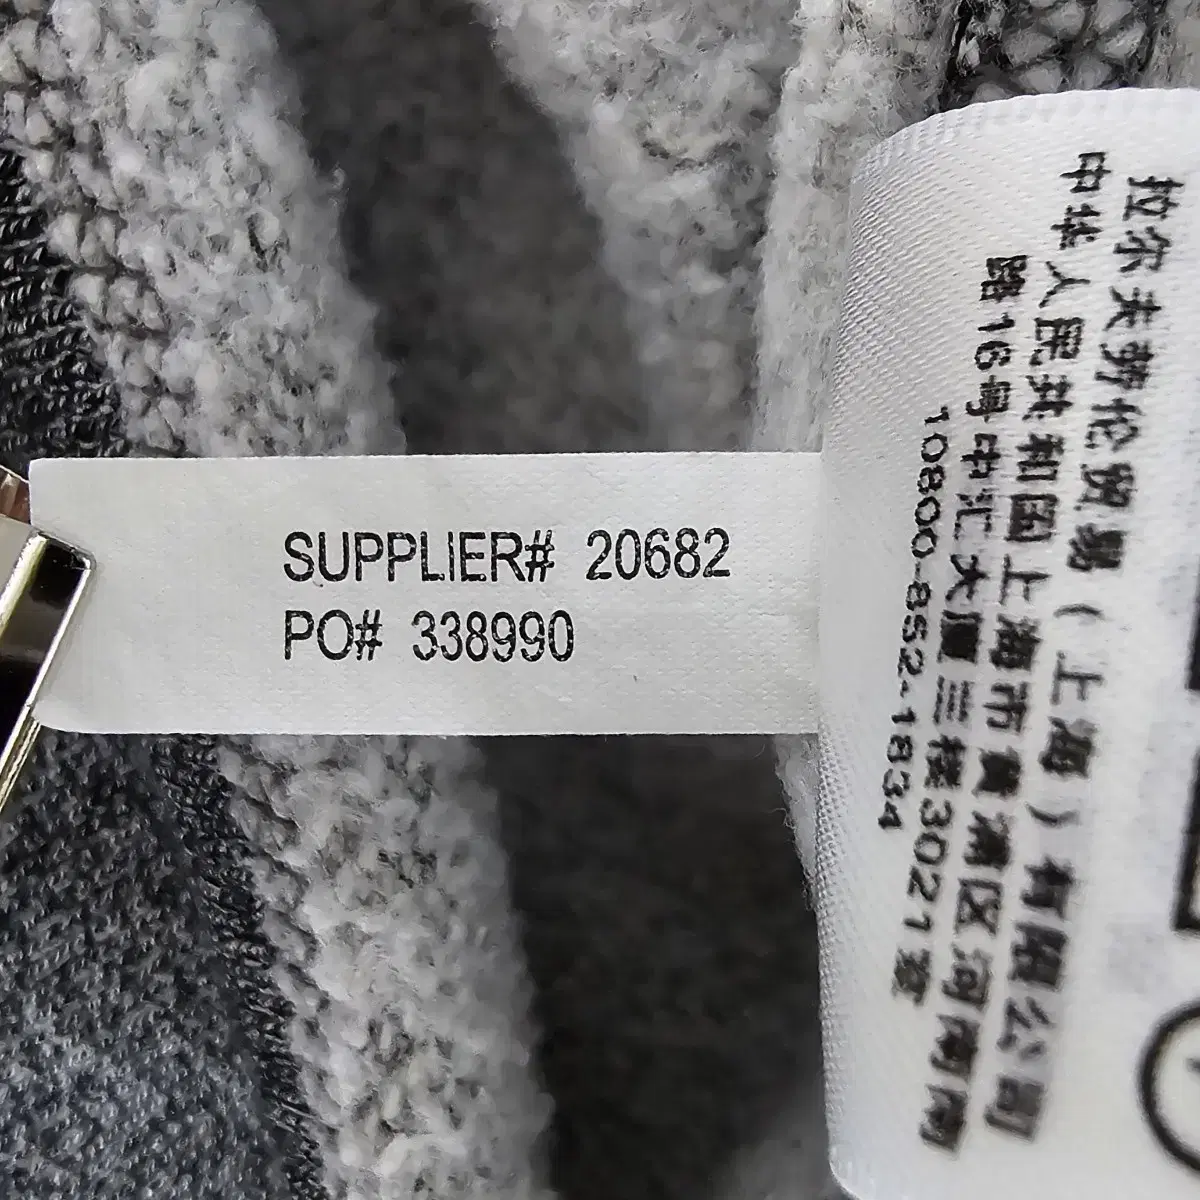 SUPPLIER# 20682
PO# 338990
拉尔夫劳伦贸易（上海）有限公司
中华人民共和国上海市黄浦区河南南
路16号中汇大厦三楼3021室
10800-852-1834